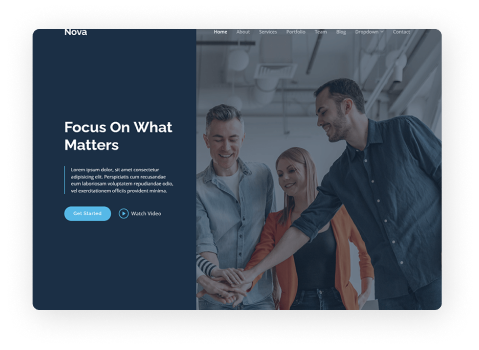 Nova
Home About Services Portfolio Team Blog Dropdown Contact
Focus On What
Matters
Lorem ipsum dolor, sit amet consectetur
adipisicing elit. Perspiciatis cum recusandae
eum laboriosam voluptatem repudiandae odio,
vel exercitationem officiis provident minima.
Get Started Watch Video